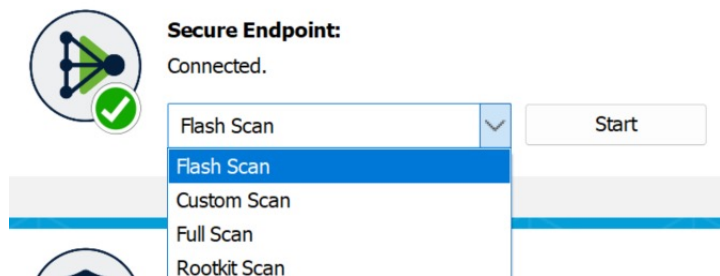 Secure Endpoint:
Connected.
Flash Scan
Start
Flash Scan
Custom Scan
Full Scan
Rootkit Scan